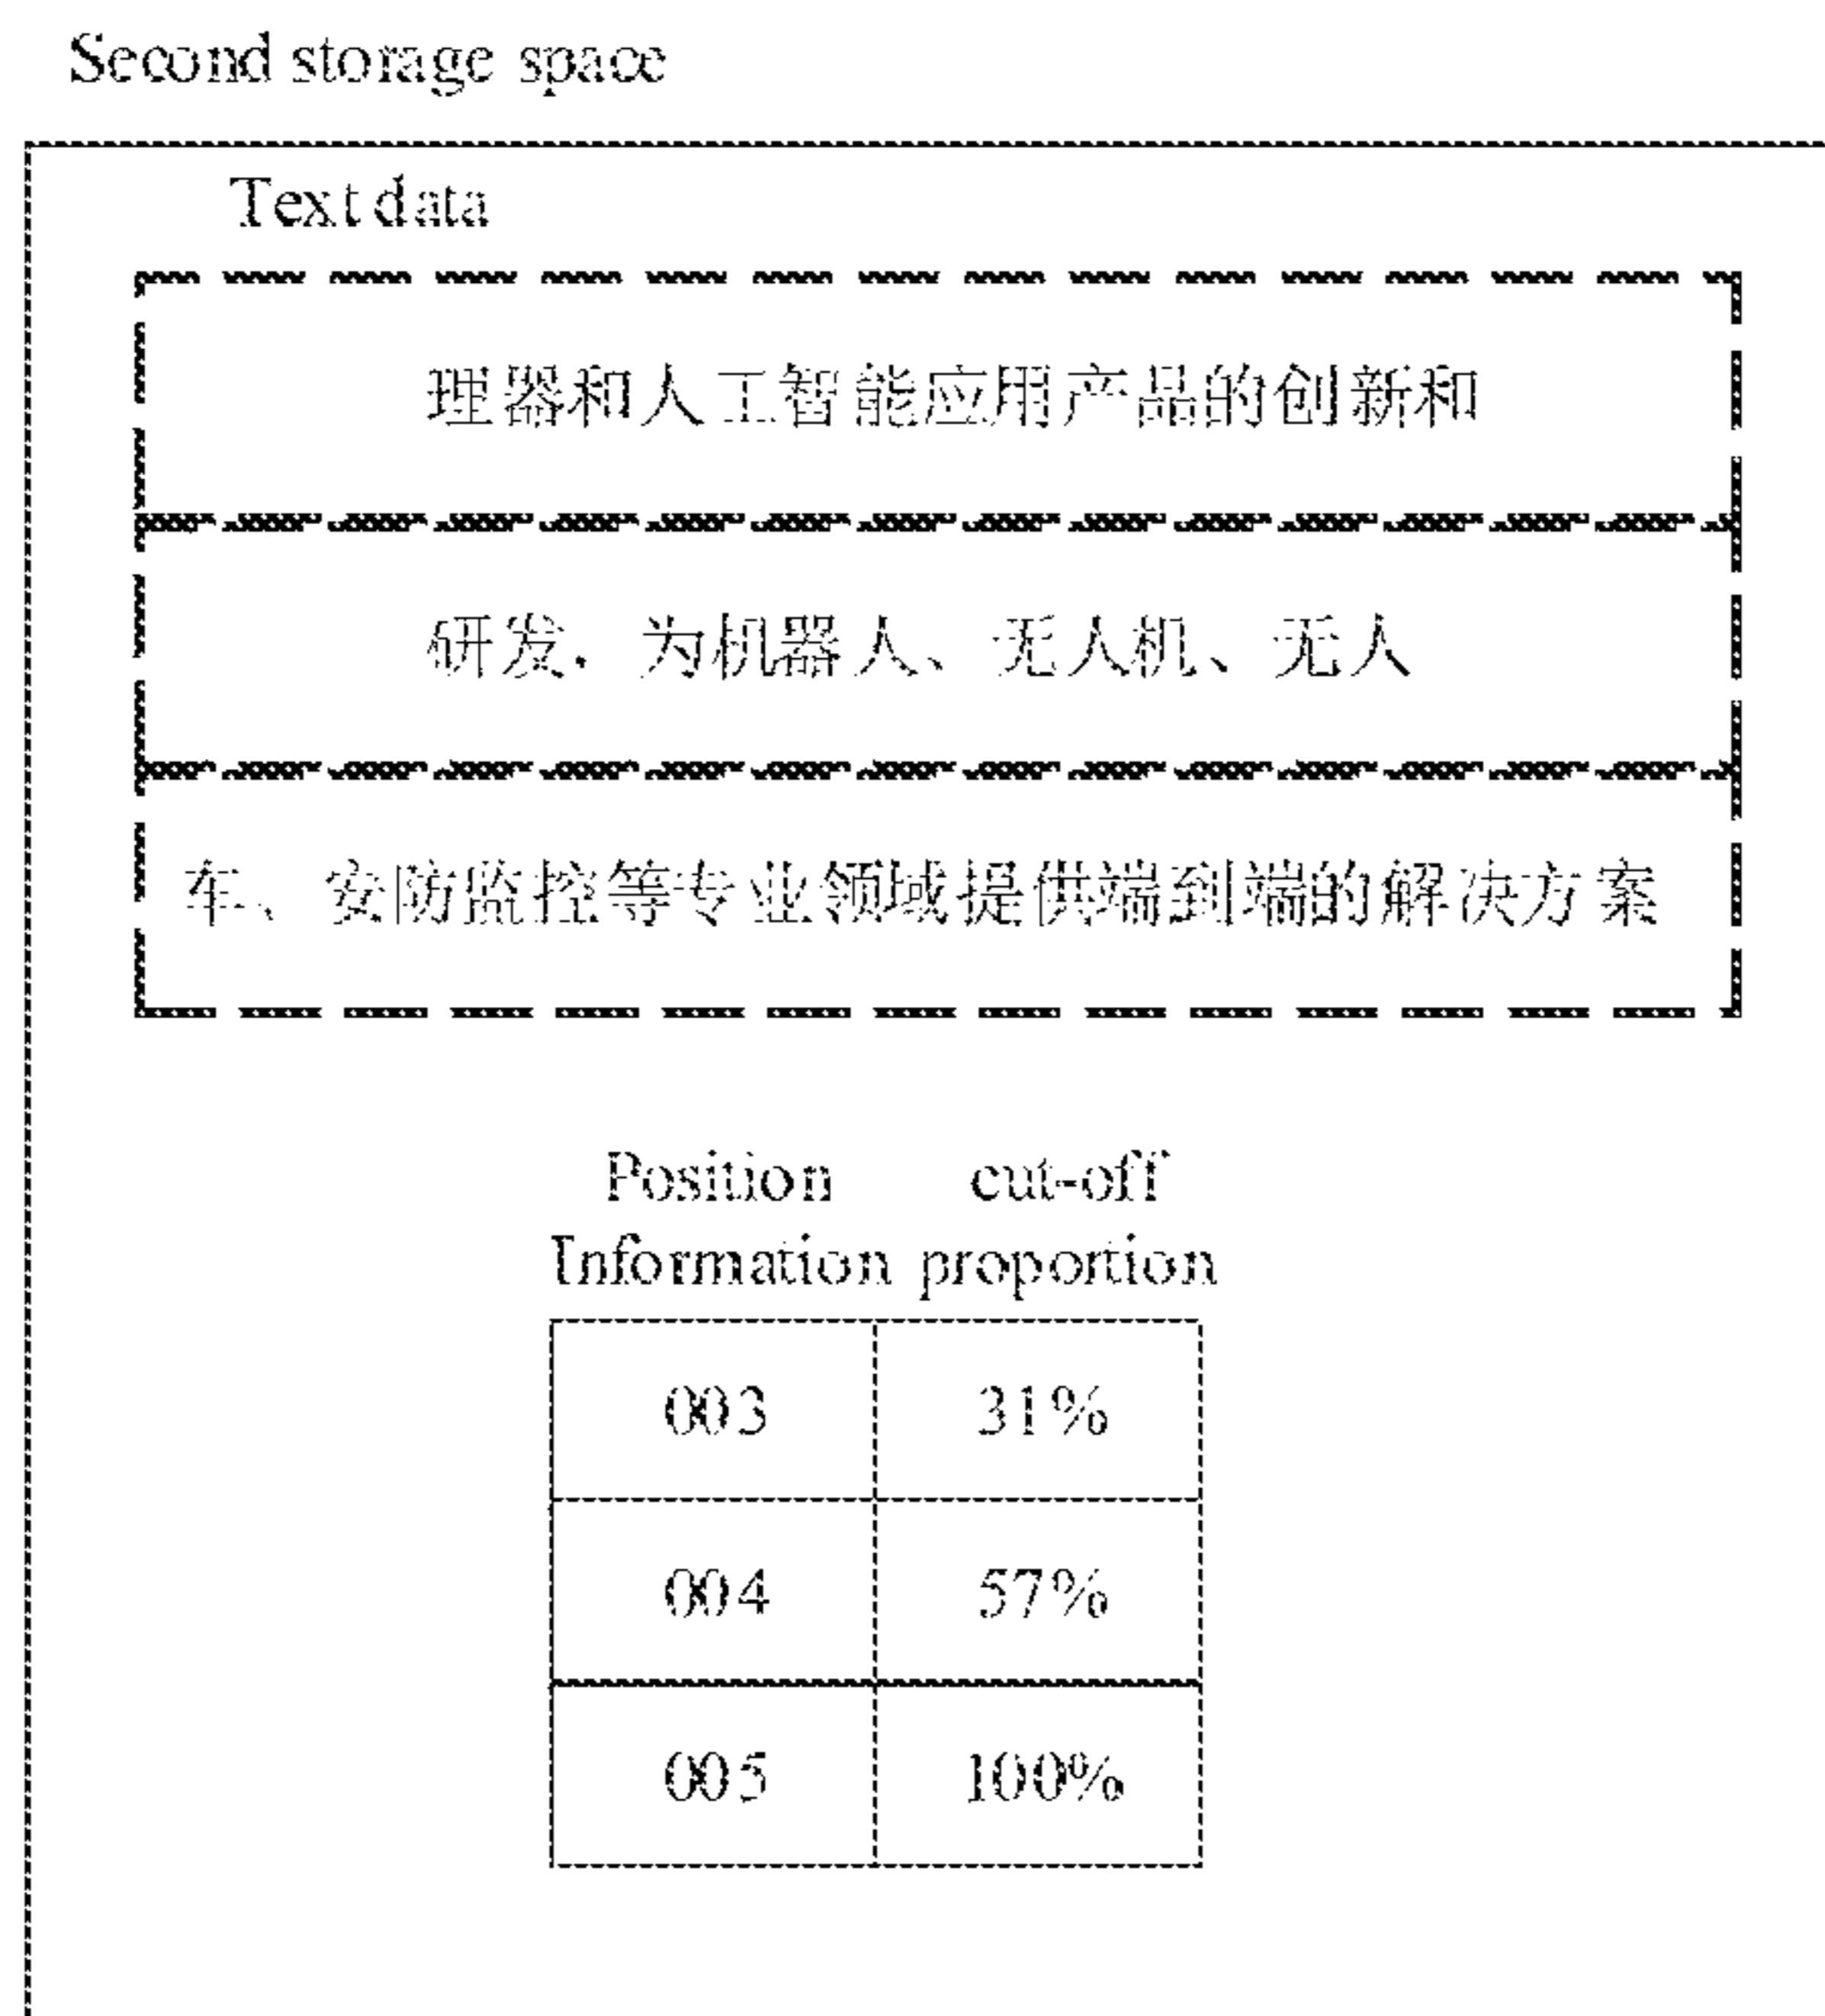 Second storage space
Text data
理器和人工智能应用产品的创新和
研发，为机器人、无人机、无人
车、安防监控等专业领域提供端到端的解决方案
Position cut-off
Information proportion
003 31%
004 57%
005 100%